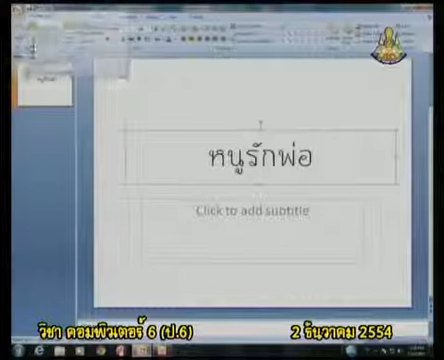 หนูรักพ่อ
Click to add subtitle
วิชา คอมพิวเตอร์ 6 (ป.6)
2 ธันวาคม 2554